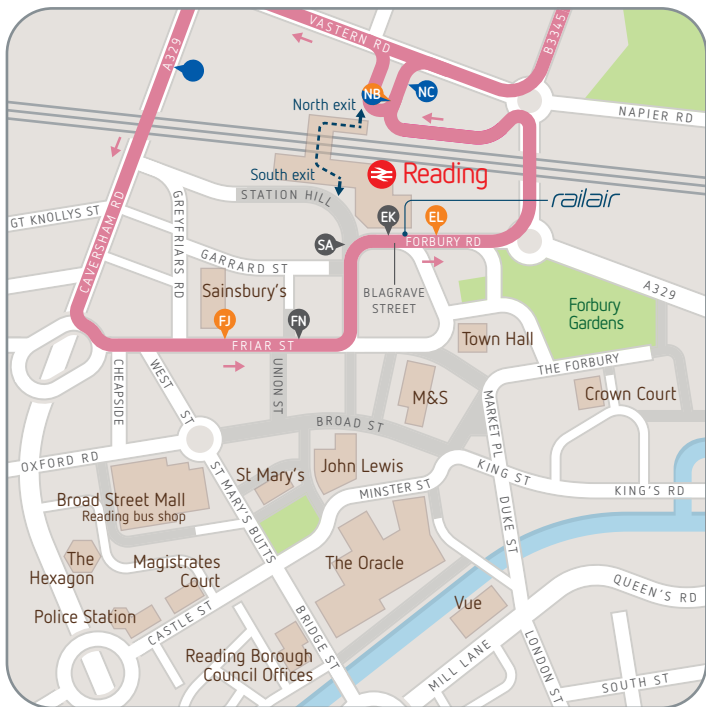 VASTERN RD
A329
B3345
NB
NC
NAPIER RD
North exit
South exit
Reading
STATION HILL
railair
GT KNOLLYS ST
GREYFRIARS RD
CAVERSHAM RD
EK
EL
SA
FORBURY RD
GARRARD ST
BLAGRAVE
STREET
A329
Sainsbury's
Forbury
Gardens
FJ
FN
FRIAR ST
Town Hall
THE FORBURY
CHEAPSIDE
WEST ST
UNION ST
M&S
MARKET PL
Crown Court
BROAD ST
OXFORD RD
ST MARY'S BUTTS
St Mary's
John Lewis
KING ST
MINSTER ST
KING'S RD
Broad Street Mall
Reading bus shop
DUKE ST
The
Hexagon
Magistrates
Court
The Oracle
QUEEN'S RD
Police Station
CASTLE ST
Vue
BRIDGE ST
LONDON ST
Reading Borough
Council Offices
MILL LANE
SOUTH ST